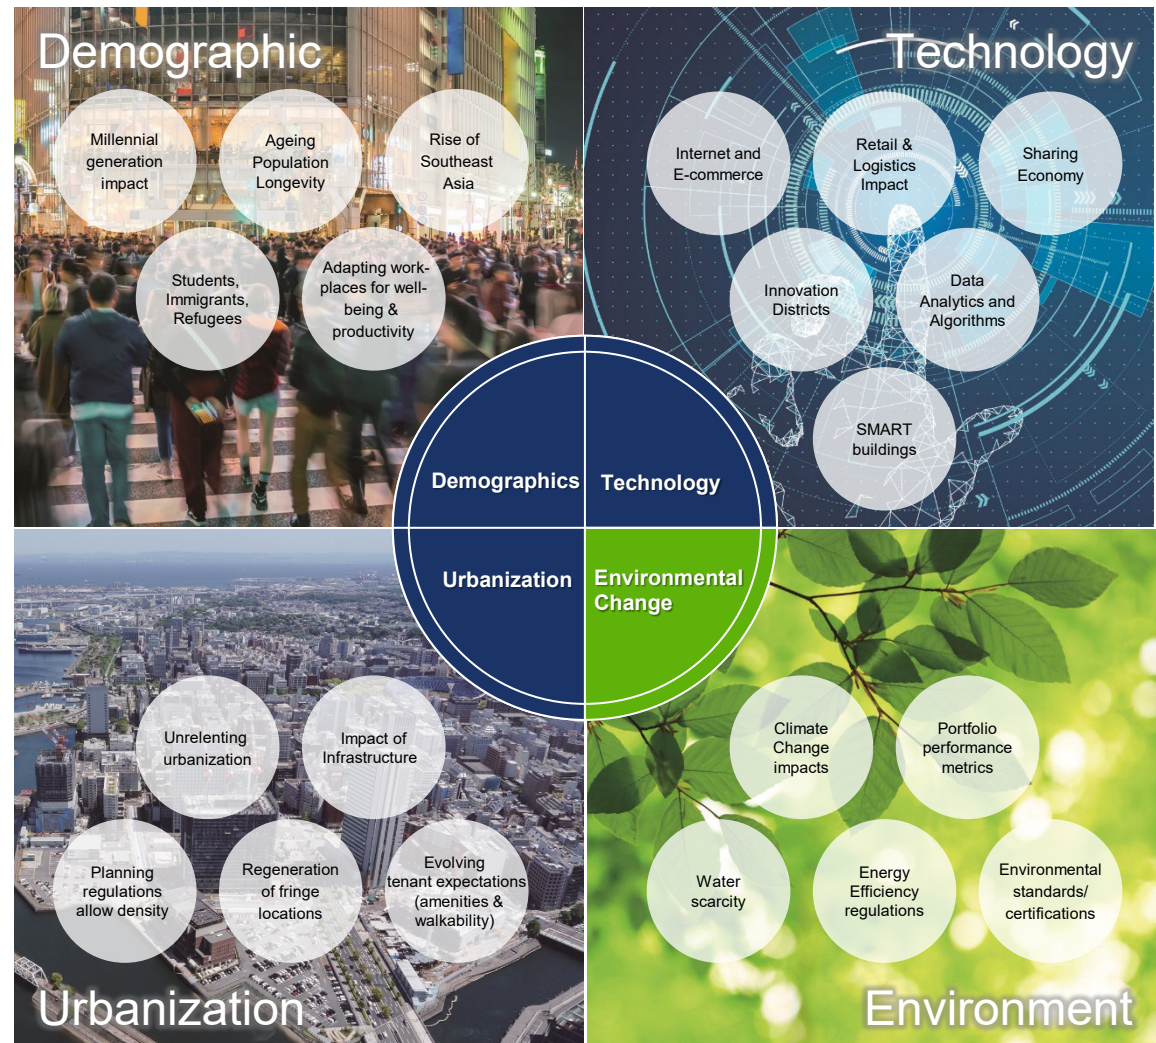 Demographic
Millennial
generation
impact
Ageing
Population
Longevity
Rise of
Southeast
Asia
Students,
Immigrants,
Refugees
Adapting work-
places for well-
being &
productivity
Technology
Internet and
E-commerce
Retail &
Logistics
Impact
Sharing
Economy
Innovation
Districts
Data
Analytics and
Algorithms
SMART
buildings
Demographics
Technology
Urbanization
Environmental
Change
Unrelenting
urbanization
Impact of
Infrastructure
Planning
regulations
allow density
Regeneration
of fringe
locations
Evolving
tenant expectations
(amenities &
walkability)
Urbanization
Climate
Change
impacts
Portfolio
performance
metrics
Water
scarcity
Energy
Efficiency
regulations
Environmental
standards/
certifications
Environment